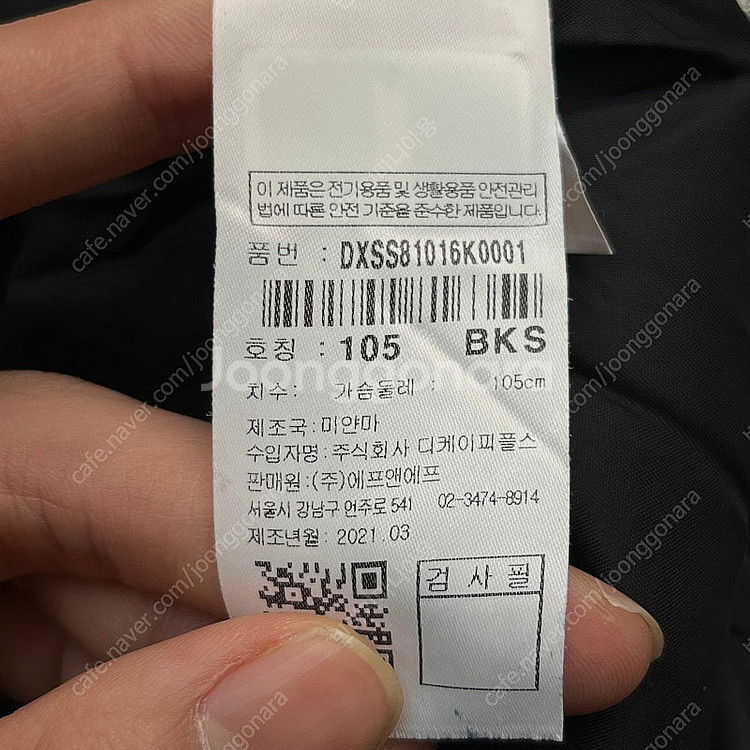 이 제품은 전기용품 및 생활용품 안전관리
법에 따른 안전 기준을 준수한 제품입니다.
품번 : DXSS81016K0001
호칭 : 105 BKS
Joonggonara
치수 : 가슴둘레 : 105cm
제조국 : 미얀마
수입자명 : 주식회사 디케이피플스
판매원 : (주)에프앤에프
서울시 강남구 언주로 541 02-3474-8914
제조년월 : 2021.03
검사필
cafe.naver.com/joonggonara